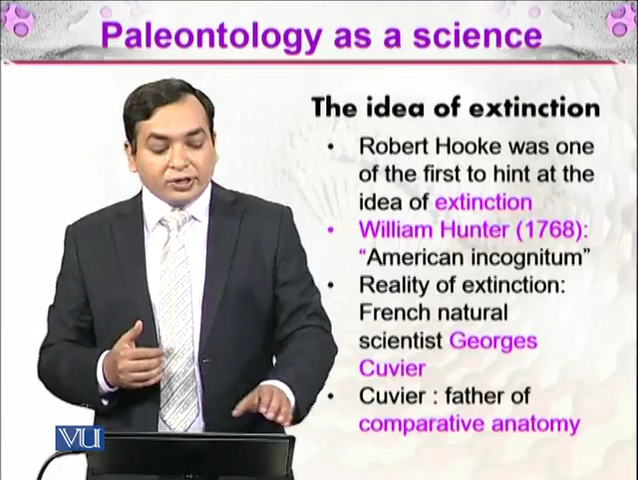 Paleontology as a science
The idea of extinction
• Robert Hooke was one
of the first to hint at the
idea of extinction
• William Hunter (1768):
“American incognitum”
• Reality of extinction:
French natural
scientist Georges
Cuvier
• Cuvier : father of
comparative anatomy
VU